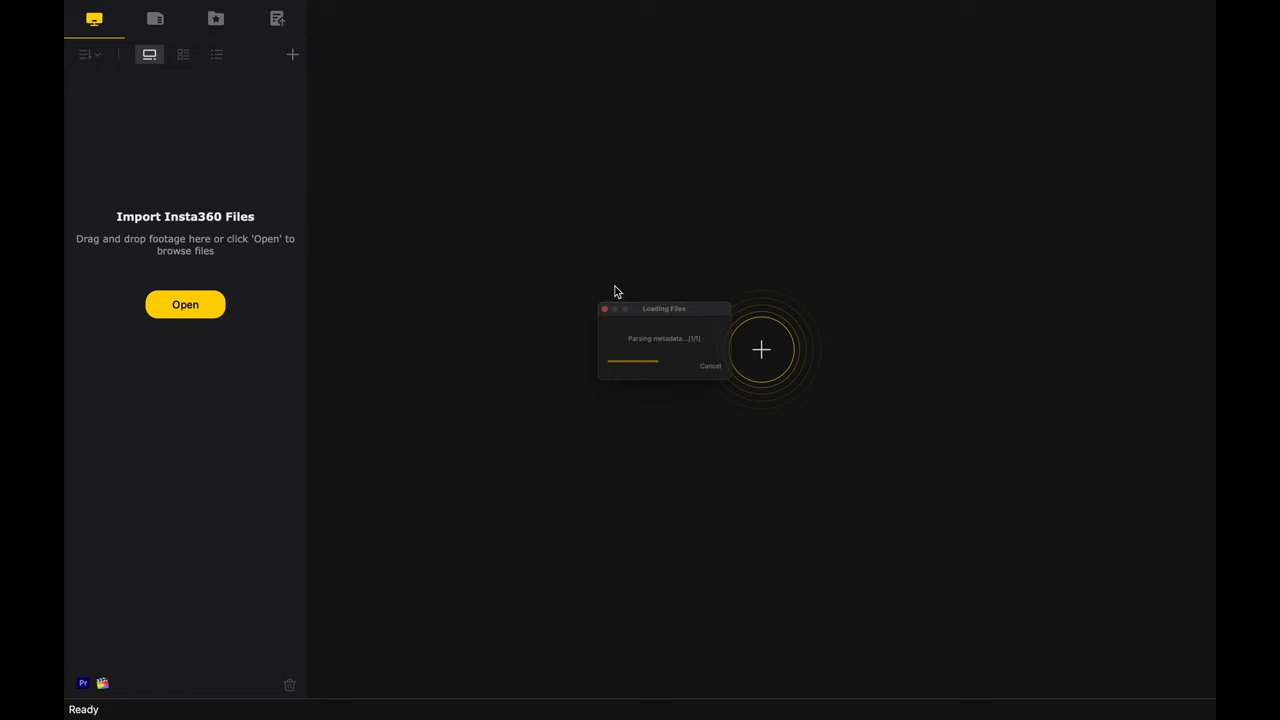 Import Insta360 Files
Drag and drop footage here or click 'Open' to
browse files
Open
Loading Files
Parsing metadata...[1/1]
Cancel
Pr
Ready